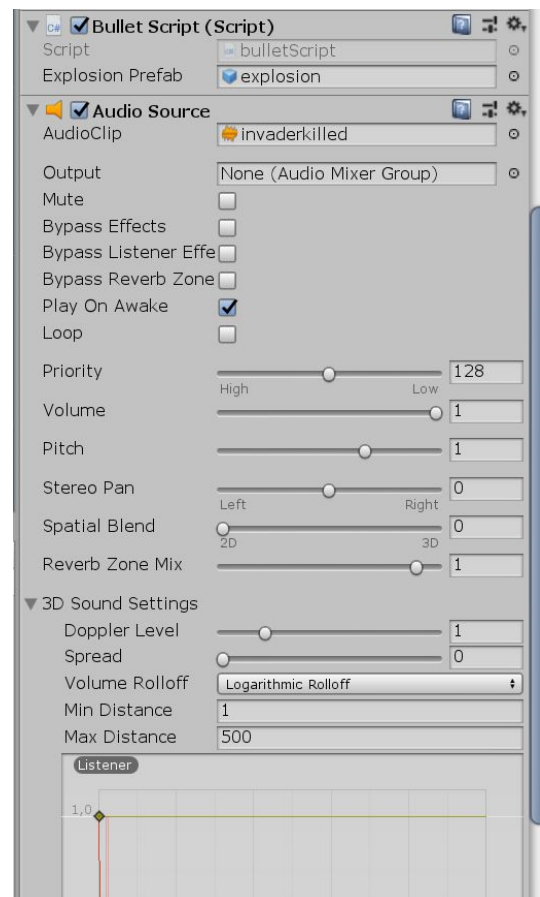 Bullet Script (Script)
Script bulletScript
Explosion Prefab explosion
Audio Source
AudioClip invaderkilled
Output None (Audio Mixer Group)
Mute
Bypass Effects
Bypass Listener Effe
Bypass Reverb Zone
Play On Awake
Loop
Priority 128
High Low
Volume 1
Pitch 1
Stereo Pan 0
Left Right
Spatial Blend 0
2D 3D
Reverb Zone Mix 1
3D Sound Settings
Doppler Level 1
Spread 0
Volume Rolloff Logarithmic Rolloff
Min Distance 1
Max Distance 500
Listener
1,0